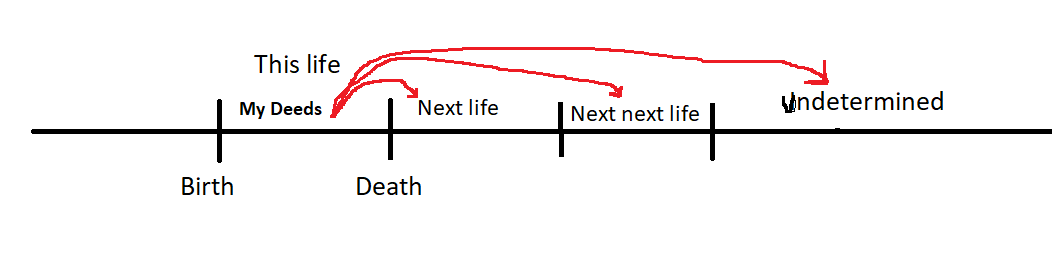 This life
My Deeds
Next life
Next next life
Undetermined
Birth
Death